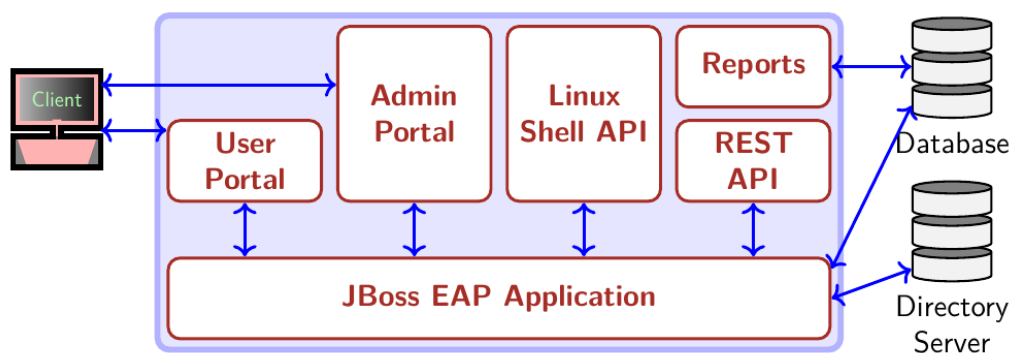 Client
User
Portal
Admin
Portal
Linux
Shell API
Reports
REST
API
JBoss EAP Application
Database
Directory
Server